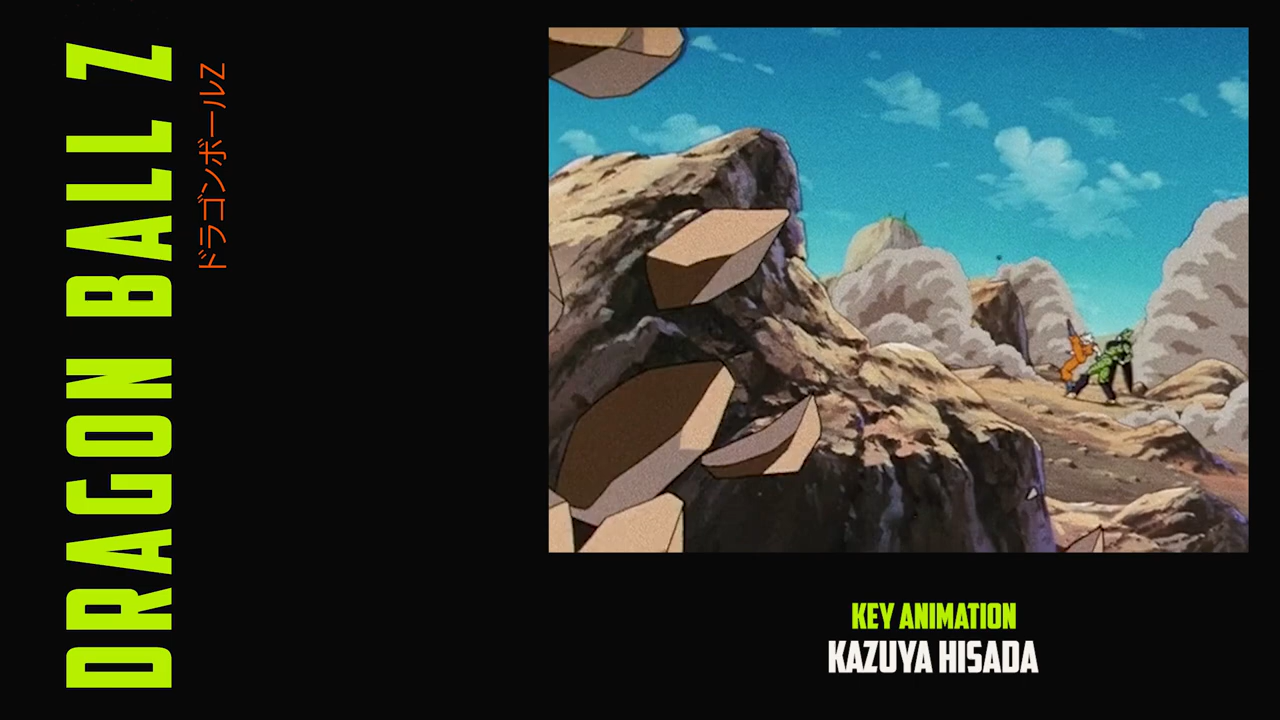 DRAGON BALL Z
ドラゴンボールZ
KEY ANIMATION
KAZUYA HISADA